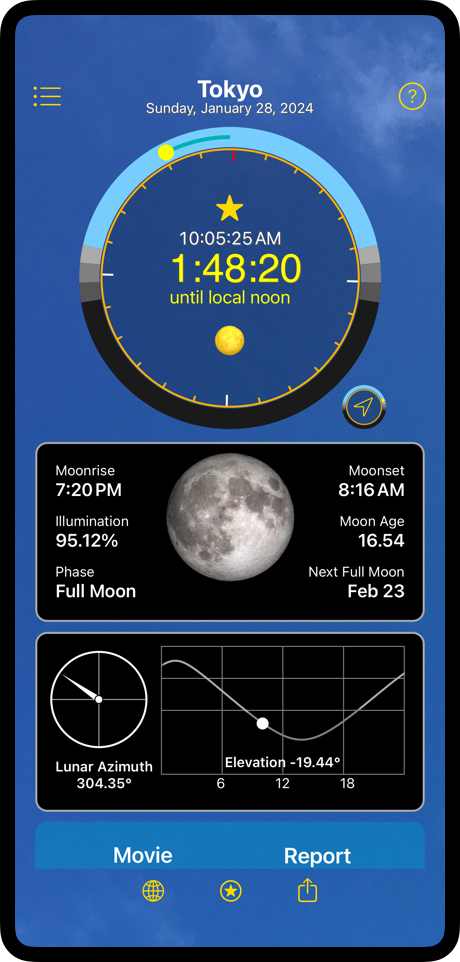 Tokyo
Sunday, January 28, 2024
?
10:05:25 AM
1:48:20
until local noon
Moonrise
7:20 PM
Moonset
8:16 AM
Illumination
95.12%
Moon Age
16.54
Phase
Full Moon
Next Full Moon
Feb 23
Lunar Azimuth
304.35°
Elevation -19.44°
6 12 18
Movie Report